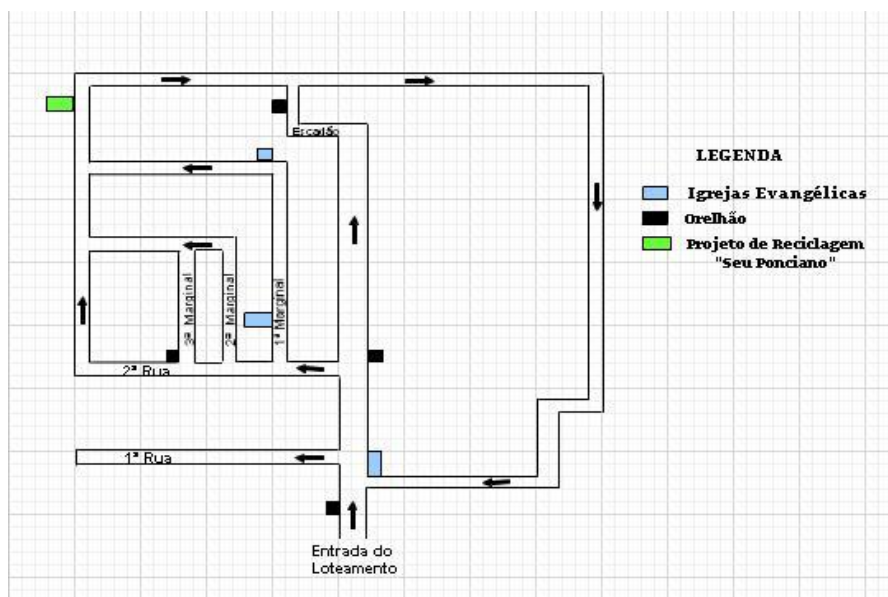 Escadão
LEGENDA
Igrejas Evangélicas
Orelhão
Projeto de Reciclagem
"Seu Ponciano"
3ª Marginal
2ª Marginal
1ª Marginal
2ª Rua
1ª Rua
Entrada do
Loteamento